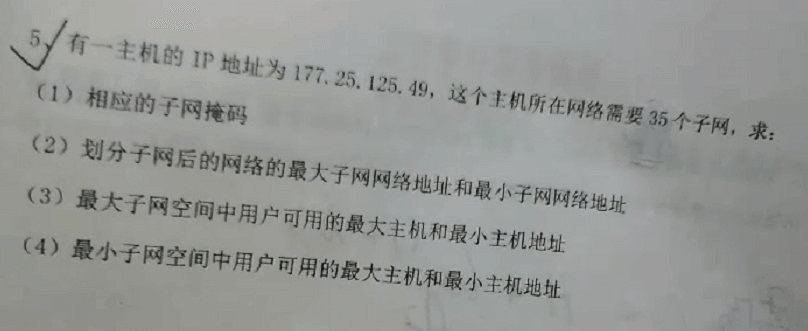 5、有一主机的 IP 地址为 177.25.125.49，这个主机所在网络需要 35 个子网，求：
（1）相应的子网掩码
（2）划分子网后的网络的最大子网网络地址和最小子网网络地址
（3）最大子网空间中用户可用的最大主机和最小主机地址
（4）最小子网空间中用户可用的最大主机和最小主机地址